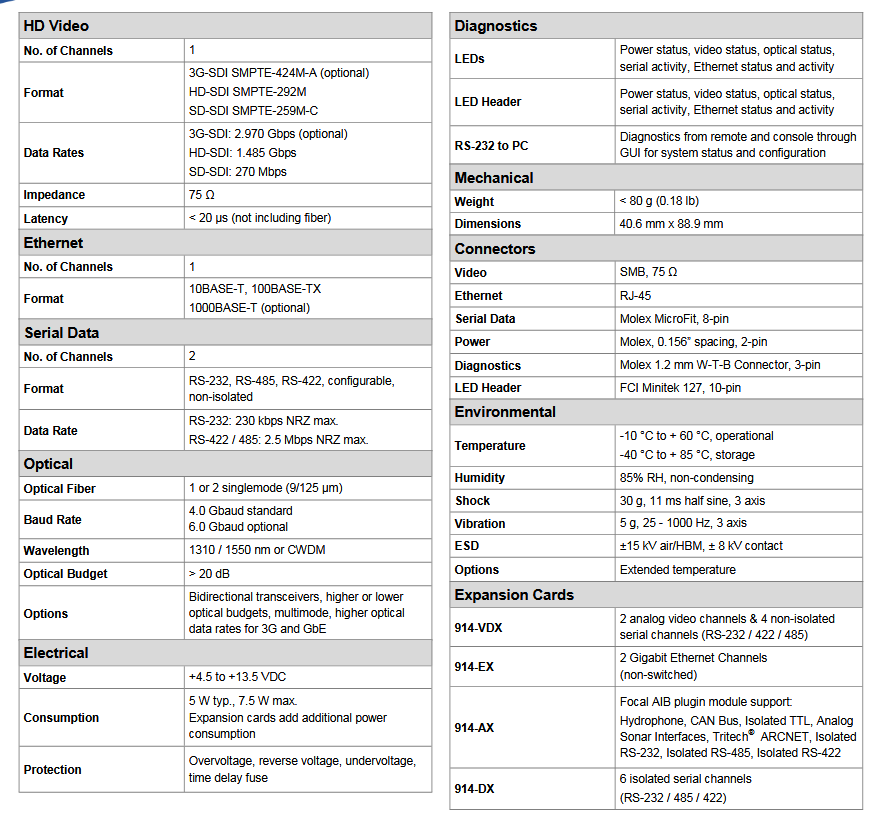 HD Video
No. of Channels 1
Format 3G-SDI SMPTE-424M-A (optional)
HD-SDI SMPTE-292M
SD-SDI SMPTE-259M-C
Data Rates 3G-SDI: 2.970 Gbps (optional)
HD-SDI: 1.485 Gbps
SD-SDI: 270 Mbps
Impedance 75 Ω
Latency < 20 µs (not including fiber)
Ethernet
No. of Channels 1
Format 10BASE-T, 100BASE-TX
1000BASE-T (optional)
Serial Data
No. of Channels 2
Format RS-232, RS-485, RS-422, configurable,
non-isolated
Data Rate RS-232: 230 kbps NRZ max.
RS-422 / 485: 2.5 Mbps NRZ max.
Optical
Optical Fiber 1 or 2 singlemode (9/125 µm)
Baud Rate 4.0 Gbaud standard
6.0 Gbaud optional
Wavelength 1310 / 1550 nm or CWDM
Optical Budget > 20 dB
Options Bidirectional transceivers, higher or lower
optical budgets, multimode, higher optical
data rates for 3G and GbE
Electrical
Voltage +4.5 to +13.5 VDC
Consumption 5 W typ., 7.5 W max.
Expansion cards add additional power
consumption
Protection Overvoltage, reverse voltage, undervoltage,
time delay fuse
Diagnostics
LEDs Power status, video status, optical status,
serial activity, Ethernet status and activity
LED Header Power status, video status, optical status,
serial activity, Ethernet status and activity
RS-232 to PC Diagnostics from remote and console through
GUI for system status and configuration
Mechanical
Weight < 80 g (0.18 lb)
Dimensions 40.6 mm x 88.9 mm
Connectors
Video SMB, 75 Ω
Ethernet RJ-45
Serial Data Molex MicroFit, 8-pin
Power Molex, 0.156” spacing, 2-pin
Diagnostics Molex 1.2 mm W-T-B Connector, 3-pin
LED Header FCI Minitek 127, 10-pin
Environmental
Temperature -10 °C to + 60 °C, operational
-40 °C to + 85 °C, storage
Humidity 85% RH, non-condensing
Shock 30 g, 11 ms half sine, 3 axis
Vibration 5 g, 25 - 1000 Hz, 3 axis
ESD ±15 kV air/HBM, ± 8 kV contact
Options Extended temperature
Expansion Cards
914-VDX 2 analog video channels & 4 non-isolated
serial channels (RS-232 / 422 / 485)
914-EX 2 Gigabit Ethernet Channels
(non-switched)
914-AX Focal AIB plugin module support:
Hydrophone, CAN Bus, Isolated TTL, Analog
Sonar Interfaces, Tritech® ARCNET, Isolated
RS-232, Isolated RS-485, Isolated RS-422
914-DX 6 isolated serial channels
(RS-232 / 485 / 422)